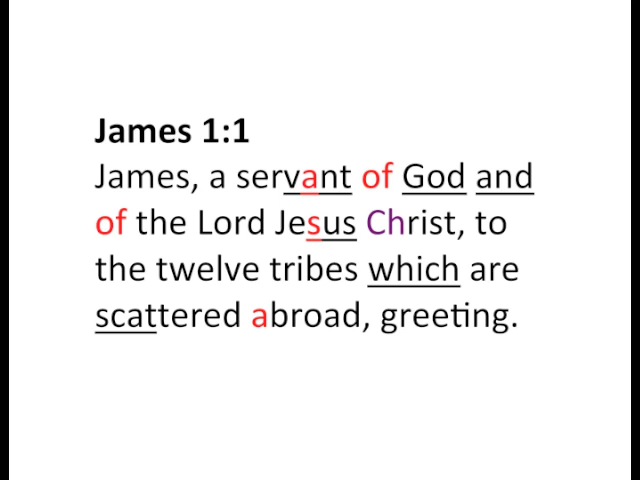 James 1:1
James, a servant of God and
of the Lord Jesus Christ, to
the twelve tribes which are
scattered abroad, greeting.